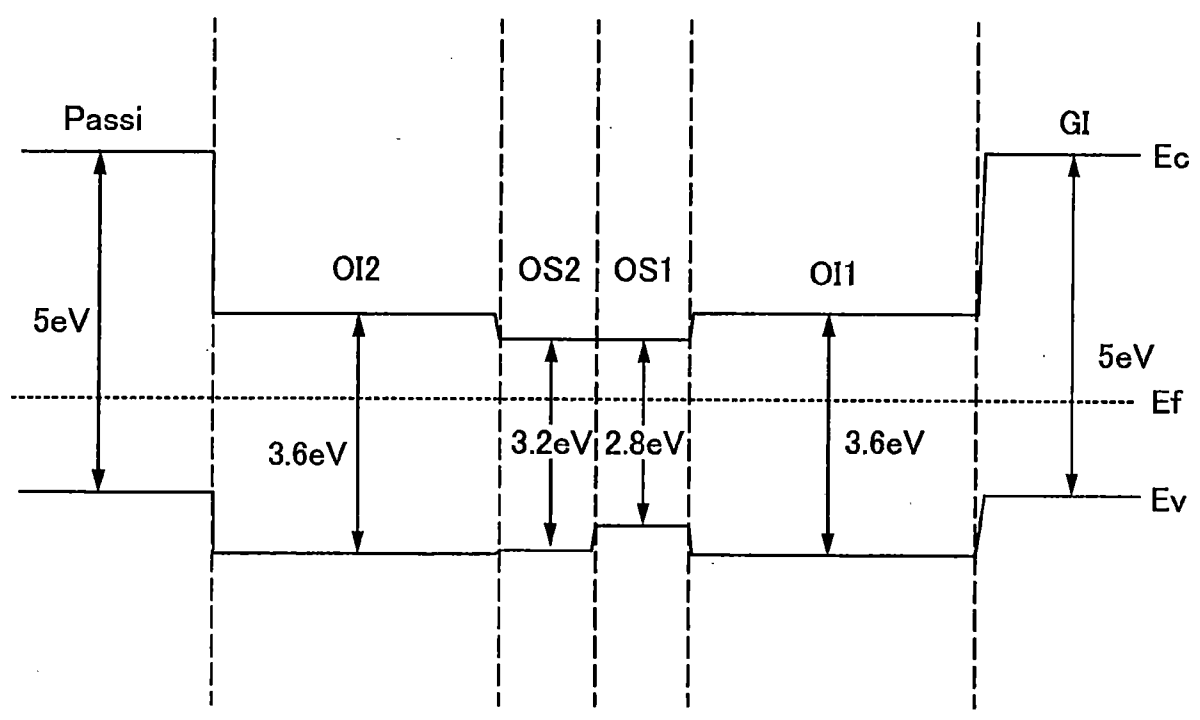 Passi
GI
Ec
OI2
OS2
OS1
OI1
5eV
5eV
Ef
3.6eV
3.2eV
2.8eV
3.6eV
Ev